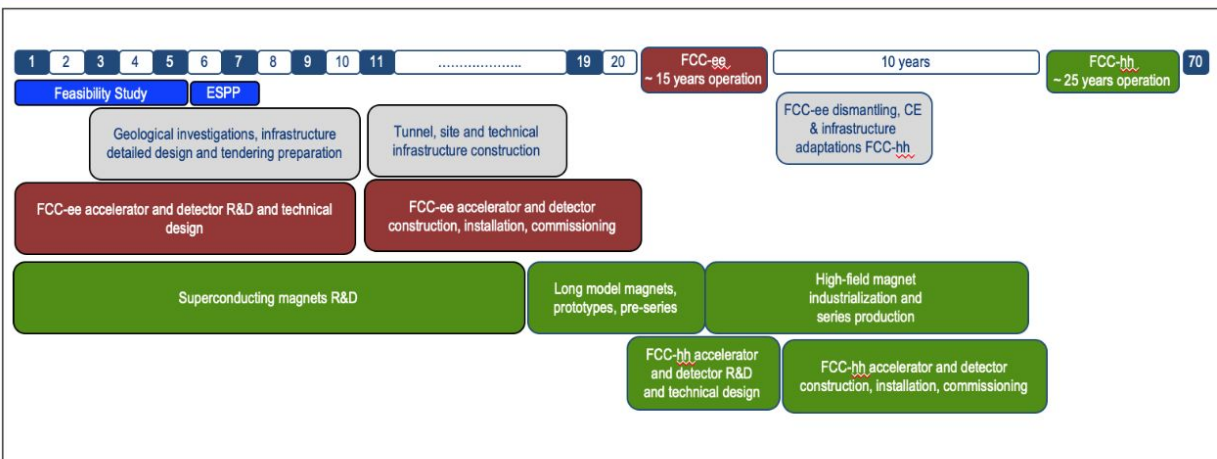 1 2 3 4 5 6 7 8 9 10 11 ................... 19 20
FCC-ee
~ 15 years operation
10 years
FCC-hh
~ 25 years operation
70
Feasibility Study
ESPP
Geological investigations, infrastructure
detailed design and tendering preparation
Tunnel, site and technical
infrastructure construction
FCC-ee dismantling, CE
& infrastructure
adaptations FCC-hh
FCC-ee accelerator and detector R&D and technical
design
FCC-ee accelerator and detector
construction, installation, commissioning
Superconducting magnets R&D
Long model magnets,
prototypes, pre-series
High-field magnet
industrialization and
series production
FCC-hh accelerator
and detector R&D
and technical design
FCC-hh accelerator and detector
construction, installation, commissioning